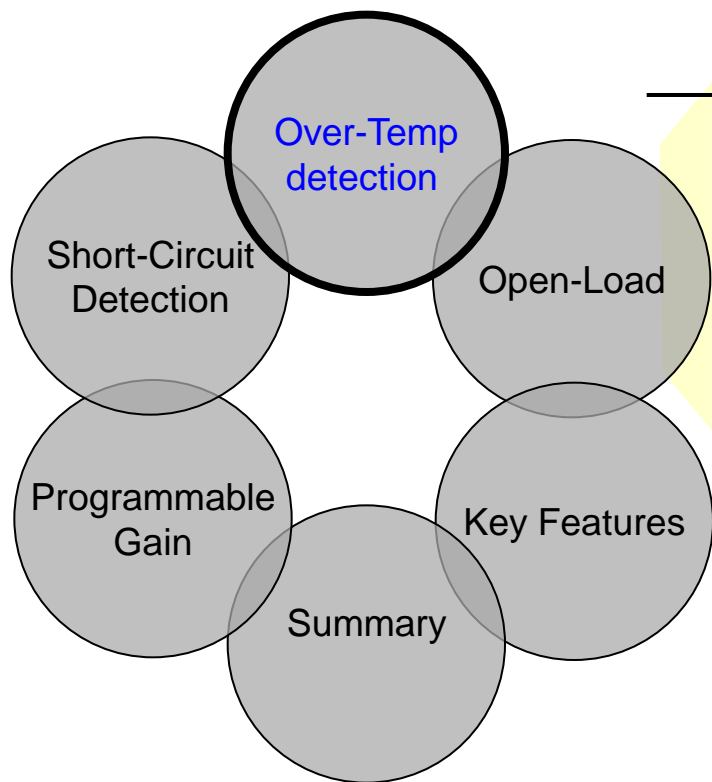 Over-Temp
detection
Short-Circuit
Detection
Open-Load
Programmable
Gain
Key Features
Summary